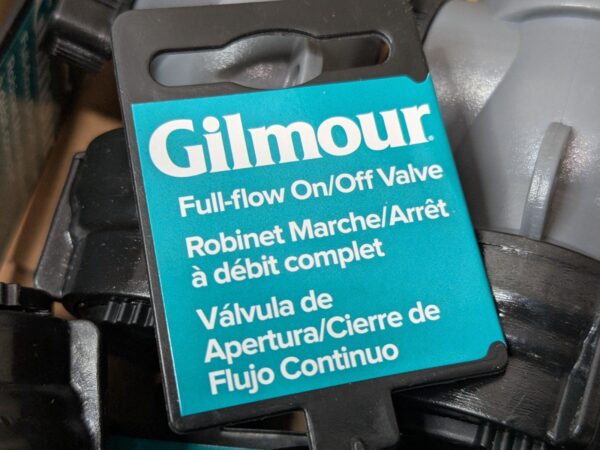 Gilmour
Full-flow On/Off Valve
Robinet Marche/Arrêt
à débit complet
Válvula de
Apertura/Cierre de
Flujo Continuo